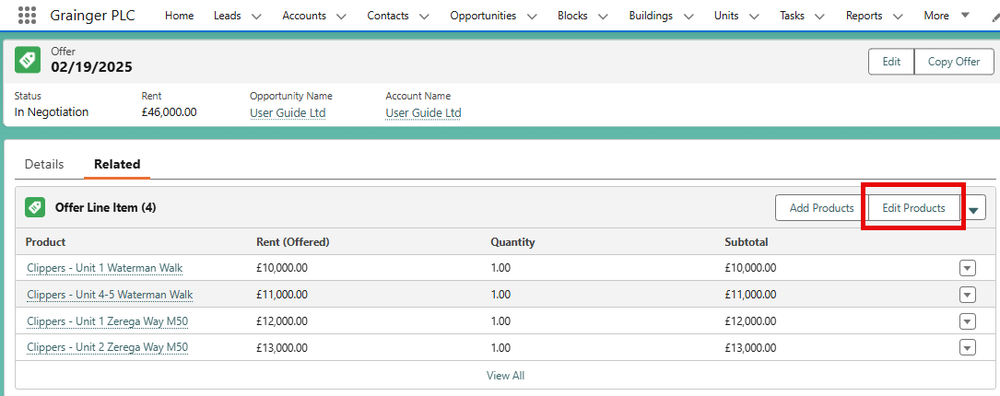 Grainger PLC Home Leads Accounts Contacts Opportunities Blocks Buildings Units Tasks Reports More
Offer
02/19/2025
Edit Copy Offer
Status Rent Opportunity Name Account Name
In Negotiation £46,000.00 User Guide Ltd User Guide Ltd
Details Related
Offer Line Item (4) Add Products Edit Products
Product Rent (Offered) Quantity Subtotal
Clippers - Unit 1 Waterman Walk £10,000.00 1.00 £10,000.00
Clippers - Unit 4-5 Waterman Walk £11,000.00 1.00 £11,000.00
Clippers - Unit 1 Zerega Way M50 £12,000.00 1.00 £12,000.00
Clippers - Unit 2 Zerega Way M50 £13,000.00 1.00 £13,000.00
View All